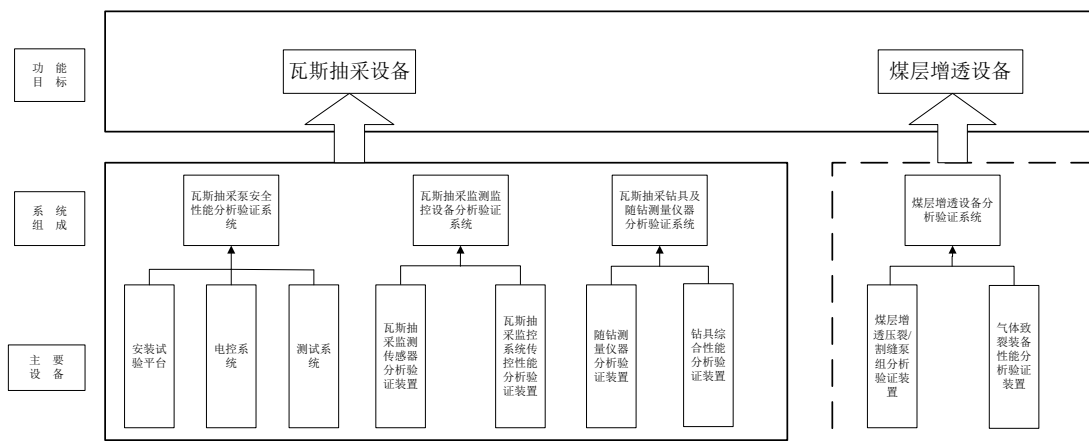 功 能
目 标
瓦斯抽采设备
煤层增透设备
系 统
组 成
瓦斯抽采泵安全
性能分析验证系
统
瓦斯抽采监测监
控设备分析验证
系统
瓦斯抽采钻具及
随钻测量仪器
分析验证系统
煤层增透设备分
析验证系统
主 要
设 备
安装试
验平台
电控系
统
测试系
统
瓦斯抽
采监测
传感器
分析验
证装置
瓦斯抽
采监控
系统传
控性能
分析验
证装置
随钻测
量仪器
分析验
证装置
钻具综
合性能
分析验
证装置
煤层增
透压裂/
割缝泵
组分析
验证装
置
气体致
裂装备
性能分
析验证
装置